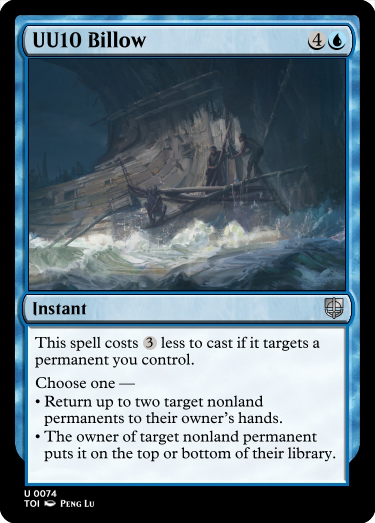 UU10 Billow 4
Instant
This spell costs 3 less to cast if it targets a
permanent you control.
Choose one —
• Return up to two target nonland
permanents to their owner's hands.
• The owner of target nonland permanent
puts it on the top or bottom of their library.
U 0074
TOI Peng Lu